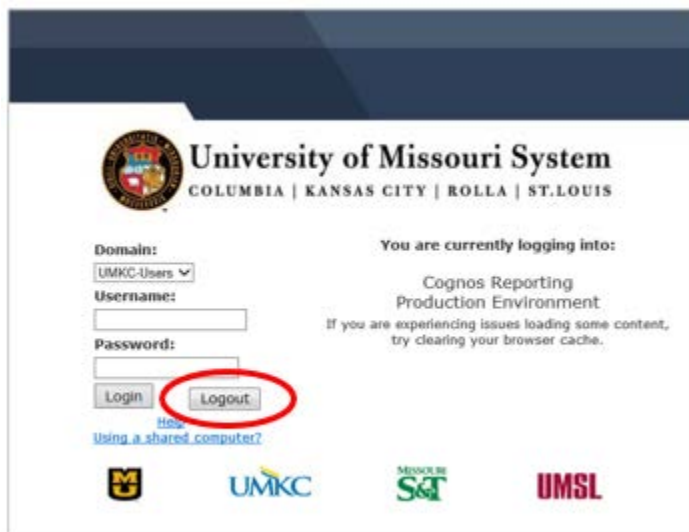 University of Missouri System
COLUMBIA | KANSAS CITY | ROLLA | ST.LOUIS
Domain:
UMKC-Users
Username:
Password:
Login
Logout
Help
Using a shared computer?
You are currently logging into:
Cognos Reporting
Production Environment
If you are experiencing issues loading some content,
try clearing your browser cache.
UMKC
MISSOURI
S&T
UMSL